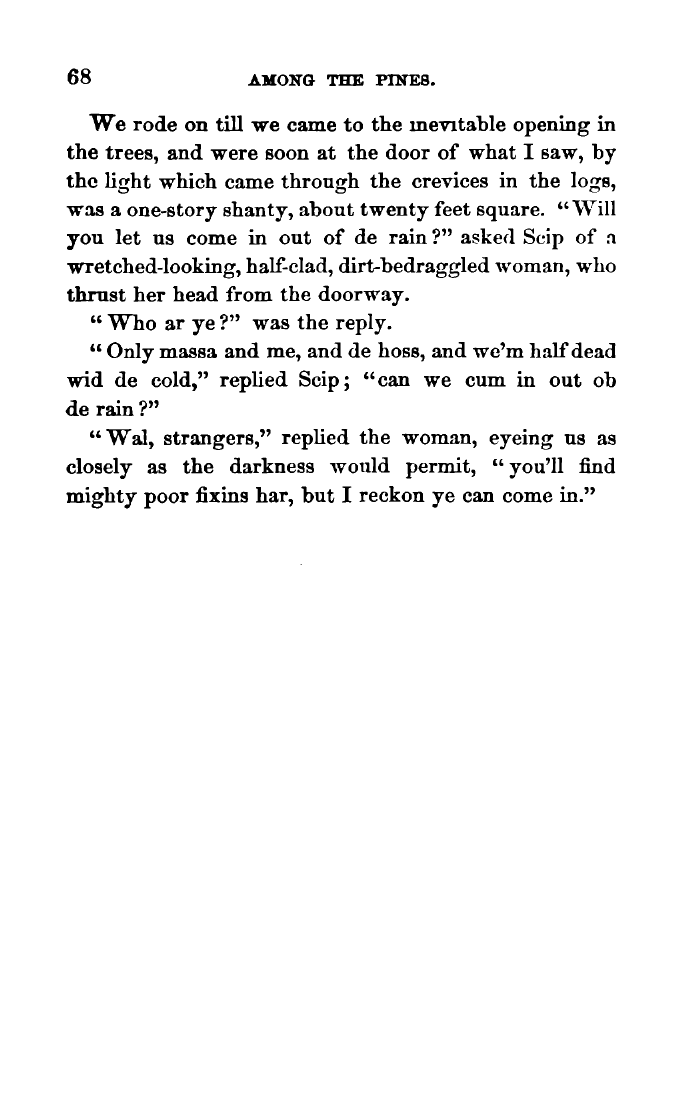 68 AMONG THE PINES.
We rode on till we came to the inevitable opening in
the trees, and were soon at the door of what I saw, by
the light which came through the crevices in the logs,
was a one-story shanty, about twenty feet square. “Will
you let us come in out of de rain?” asked Scip of a
wretched-looking, half-clad, dirt-bedraggled woman, who
thrust her head from the doorway.
“Who ar ye?” was the reply.
“Only massa and me, and de hoss, and we’m half dead
wid de cold,” replied Scip; “can we cum in out ob
de rain?”
“Wal, strangers,” replied the woman, eyeing us as
closely as the darkness would permit, “you’ll find
mighty poor fixins har, but I reckon ye can come in.”